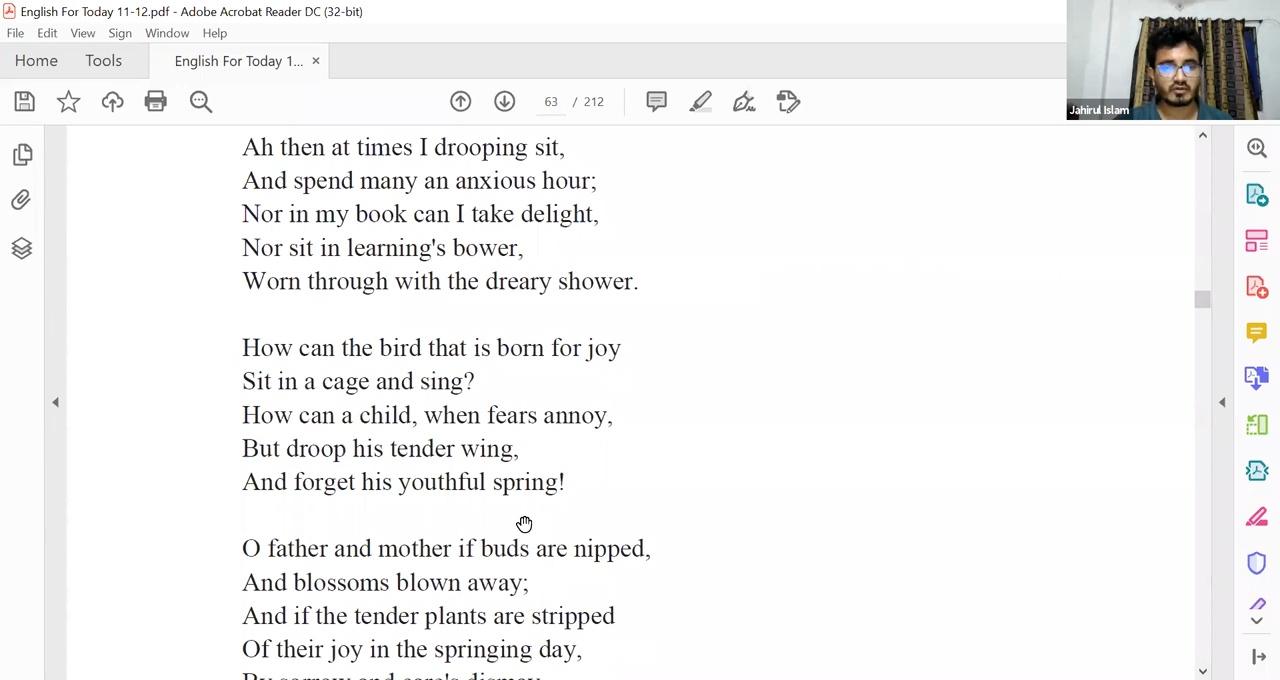 English For Today 11-12.pdf - Adobe Acrobat Reader DC (32-bit)
File Edit View Sign Window Help
Home Tools English For Today 1... ×
63 / 212
Jahirul Islam
Ah then at times I drooping sit,
And spend many an anxious hour;
Nor in my book can I take delight,
Nor sit in learning's bower,
Worn through with the dreary shower.
How can the bird that is born for joy
Sit in a cage and sing?
How can a child, when fears annoy,
But droop his tender wing,
And forget his youthful spring!
O father and mother if buds are nipped,
And blossoms blown away;
And if the tender plants are stripped
Of their joy in the springing day,
By sorrow and care's dismay,